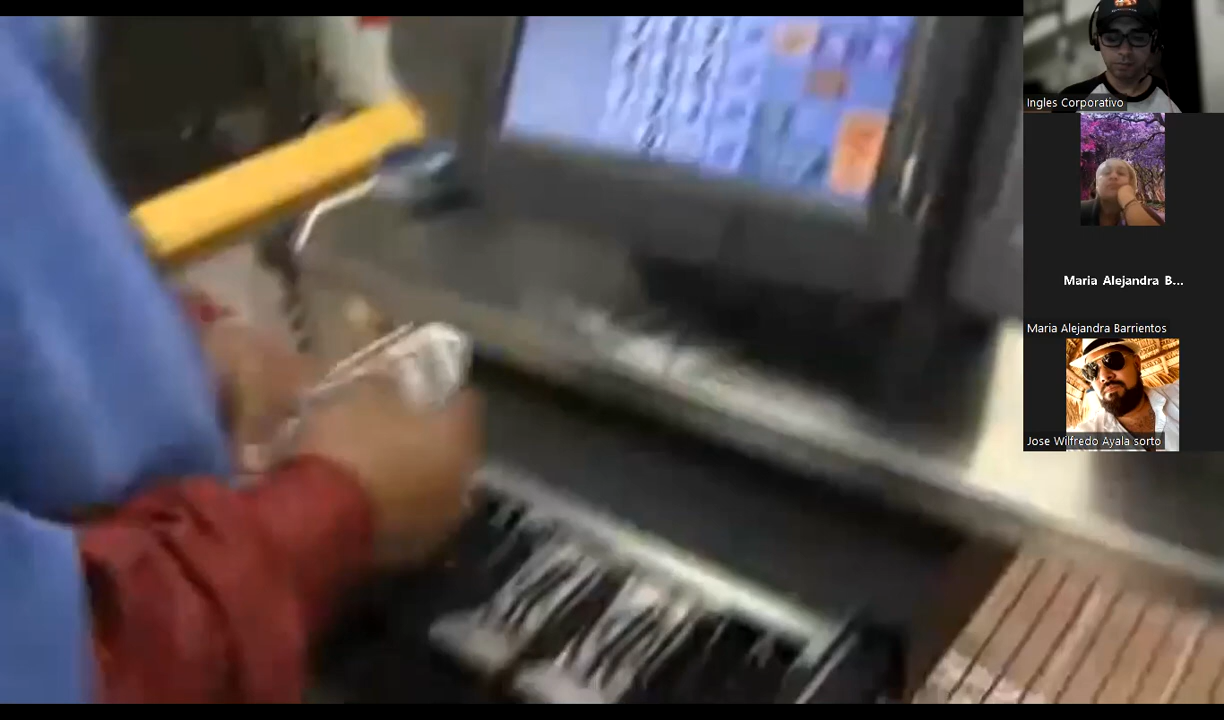 Ingles Corporativo
Maria Alejandra B...
Maria Alejandra Barrientos
Jose Wilfredo Ayala sorto